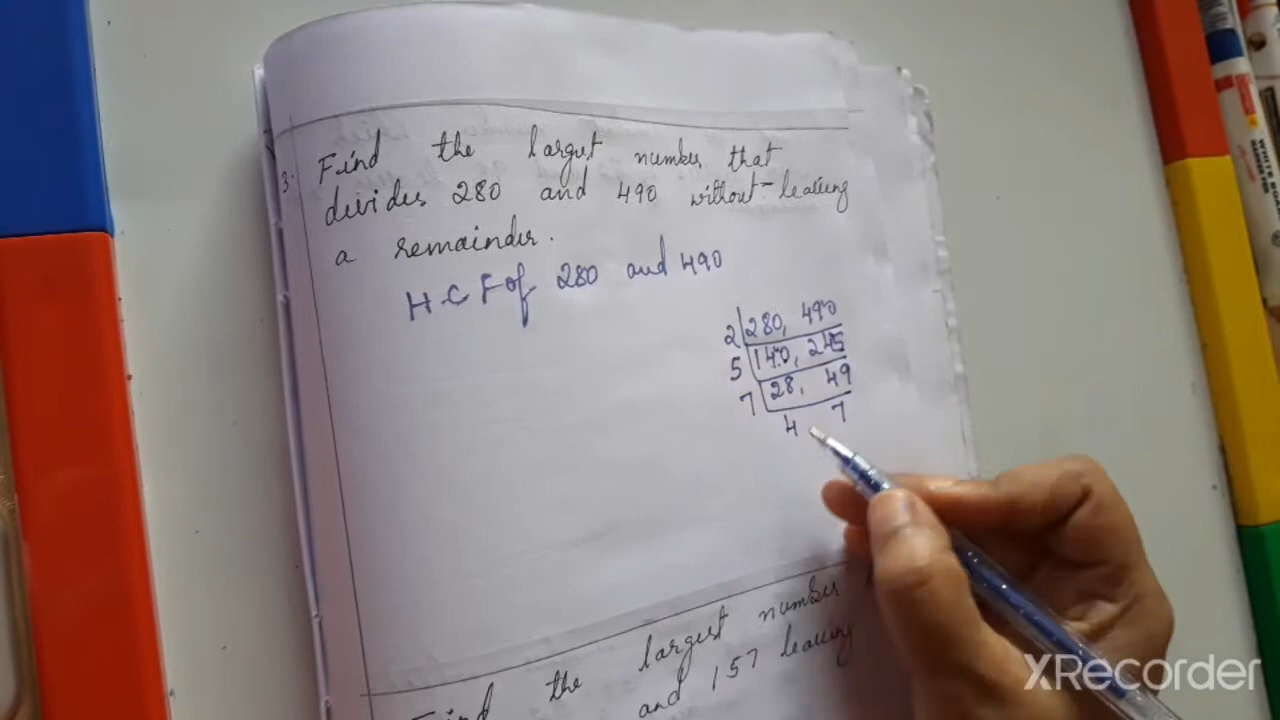 3. Find the largest number that
divides 280 and 490 without leaving
a remainder.
H C F of 280 and 490
2 280, 490
5 140, 245
7 28, 49
4 7
Find the largest number
and 157 leaving
XRecorder